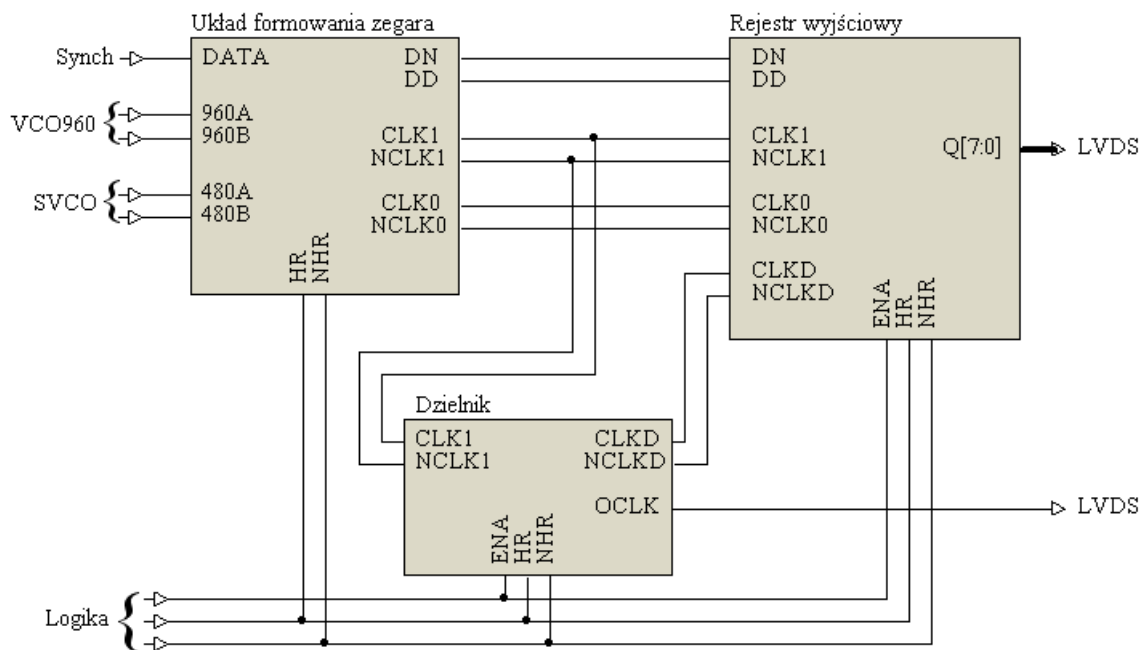 Układ formowania zegara
Rejestr wyjściowy
Synch
DATA
DN
DN
DD
DD
VCO960
960A
960B
CLK1
NCLK1
CLK1
NCLK1
Q[7:0]
LVDS
SVCO
480A
480B
CLK0
NCLK0
CLK0
NCLK0
HR
NHR
CLKD
NCLKD
ENA
HR
NHR
Dzielnik
CLK1
NCLK1
CLKD
NCLKD
OCLK
LVDS
ENA
HR
NHR
Logika